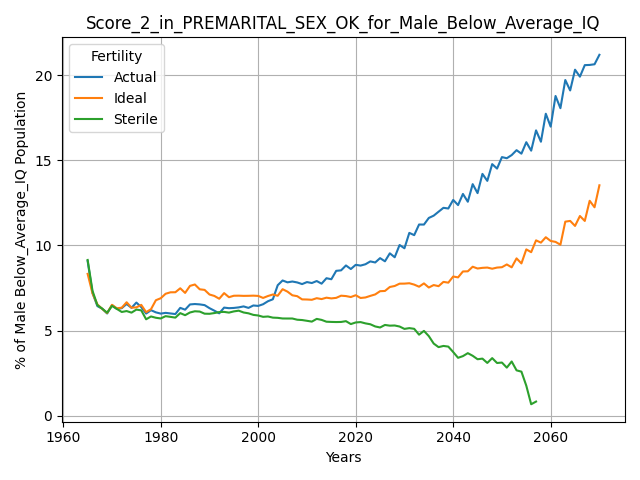 Score_2_in_PREMARITAL_SEX_OK_for_Male_Below_Average_IQ
% of Male Below_Average_IQ Population
Fertility
Actual
Ideal
Sterile
20
15
10
5
0
1960
1980
2000
2020
2040
2060
Years